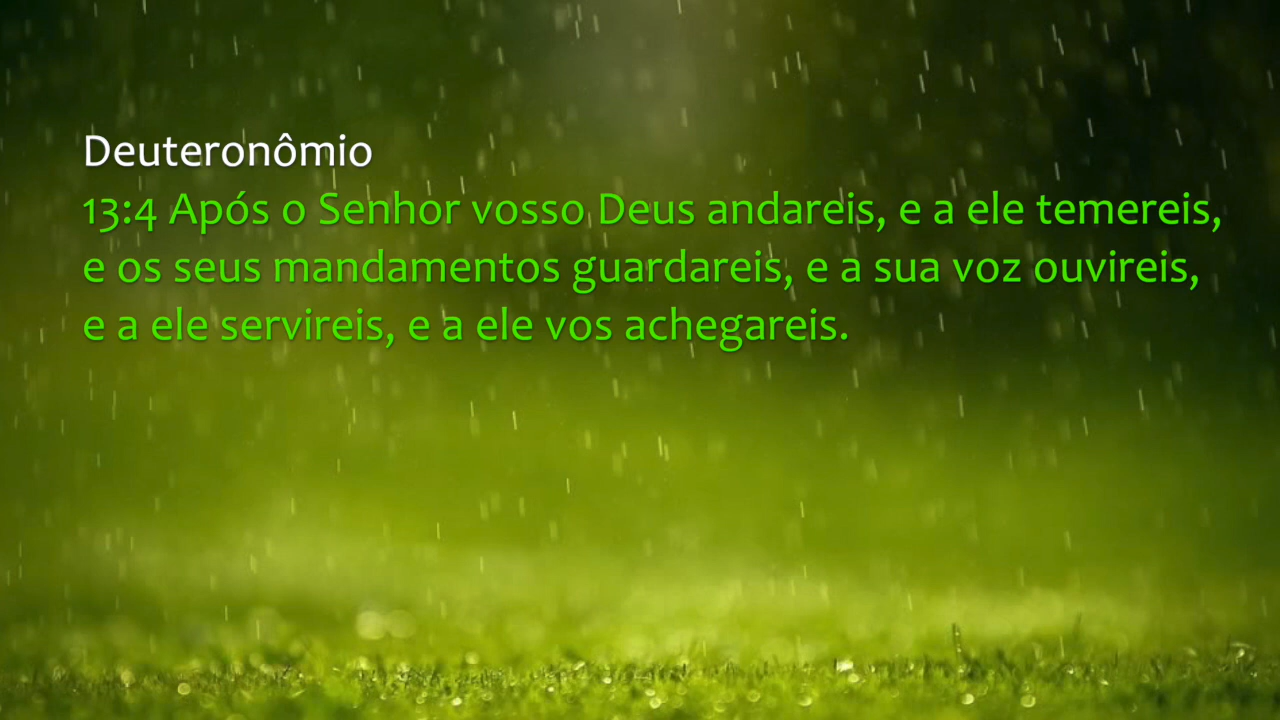 Deuteronômio
13:4 Após o Senhor vosso Deus andareis, e a ele temereis,
e os seus mandamentos guardareis, e a sua voz ouvireis,
e a ele servireis, e a ele vos achegareis.